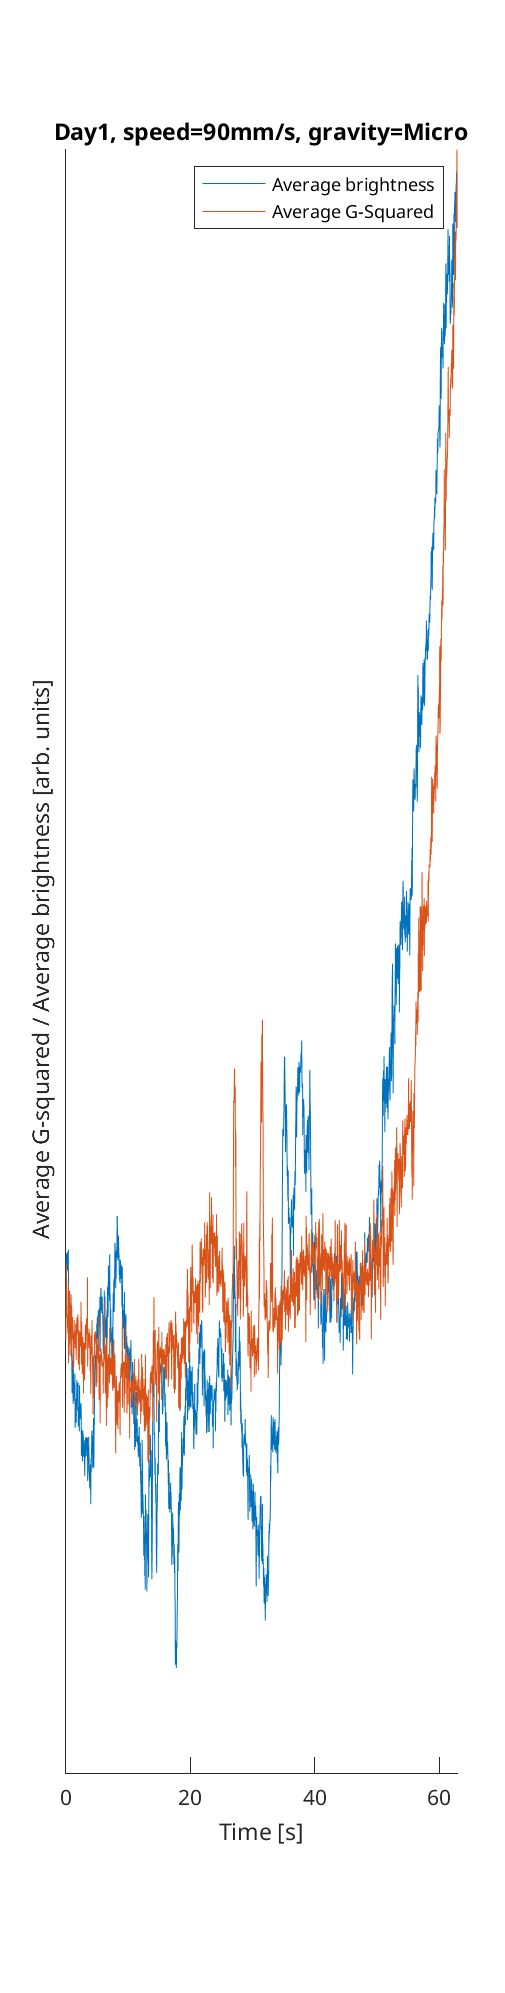 Day1, speed=90mm/s, gravity=Micro
Average brightness
Average G-Squared
Average G-squared / Average brightness [arb. units]
0 20 40 60
Time [s]